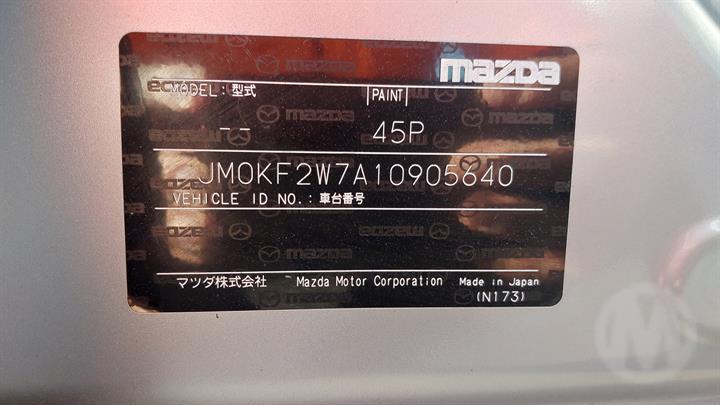 mazda
MODEL: 型式
PAINT
-- 45P
JM0KF2W7A10905640
VEHICLE ID NO.: 車台番号
マツダ株式会社 Mazda Motor Corporation Made in Japan
(N173)
M